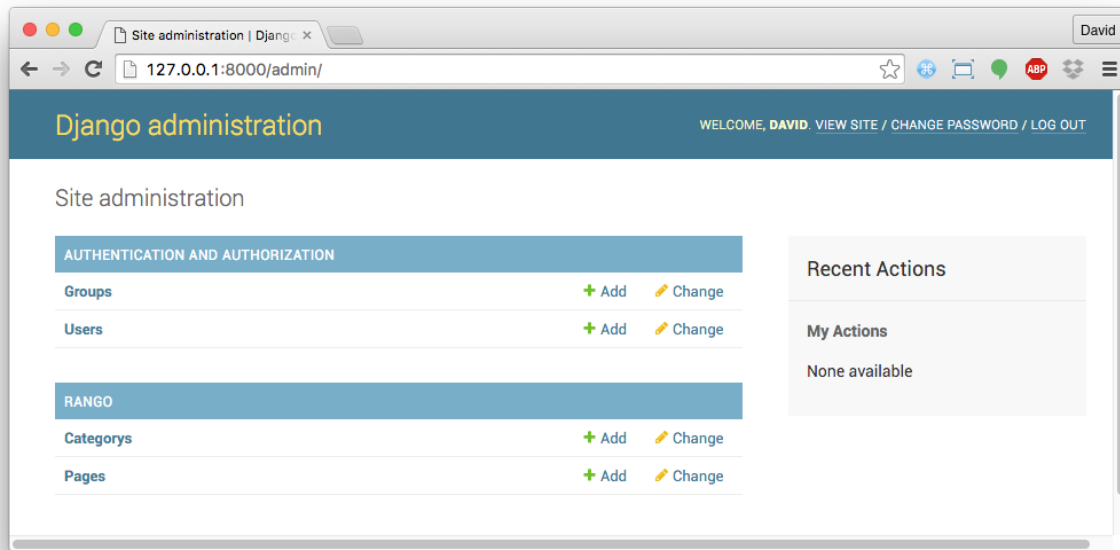 Site administration | Djang
David
127.0.0.1:8000/admin/
ABP
Django administration
WELCOME, DAVID. VIEW SITE / CHANGE PASSWORD / LOG OUT
Site administration
AUTHENTICATION AND AUTHORIZATION
Groups Add Change
Users Add Change
RANGO
Categorys Add Change
Pages Add Change
Recent Actions
My Actions
None available